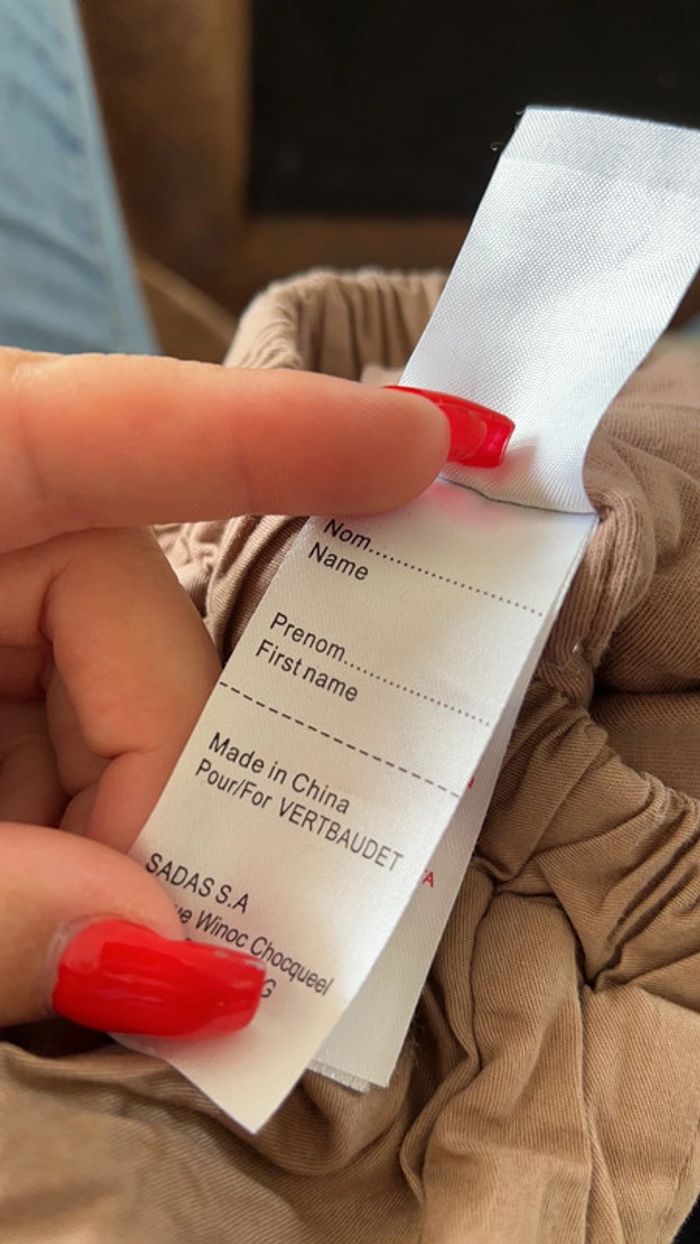 Nom..............................
Name
Prenom.........................
First name
Made in China
Pour/For VERTBAUDET
SADAS S.A
Winoc Chocqueel